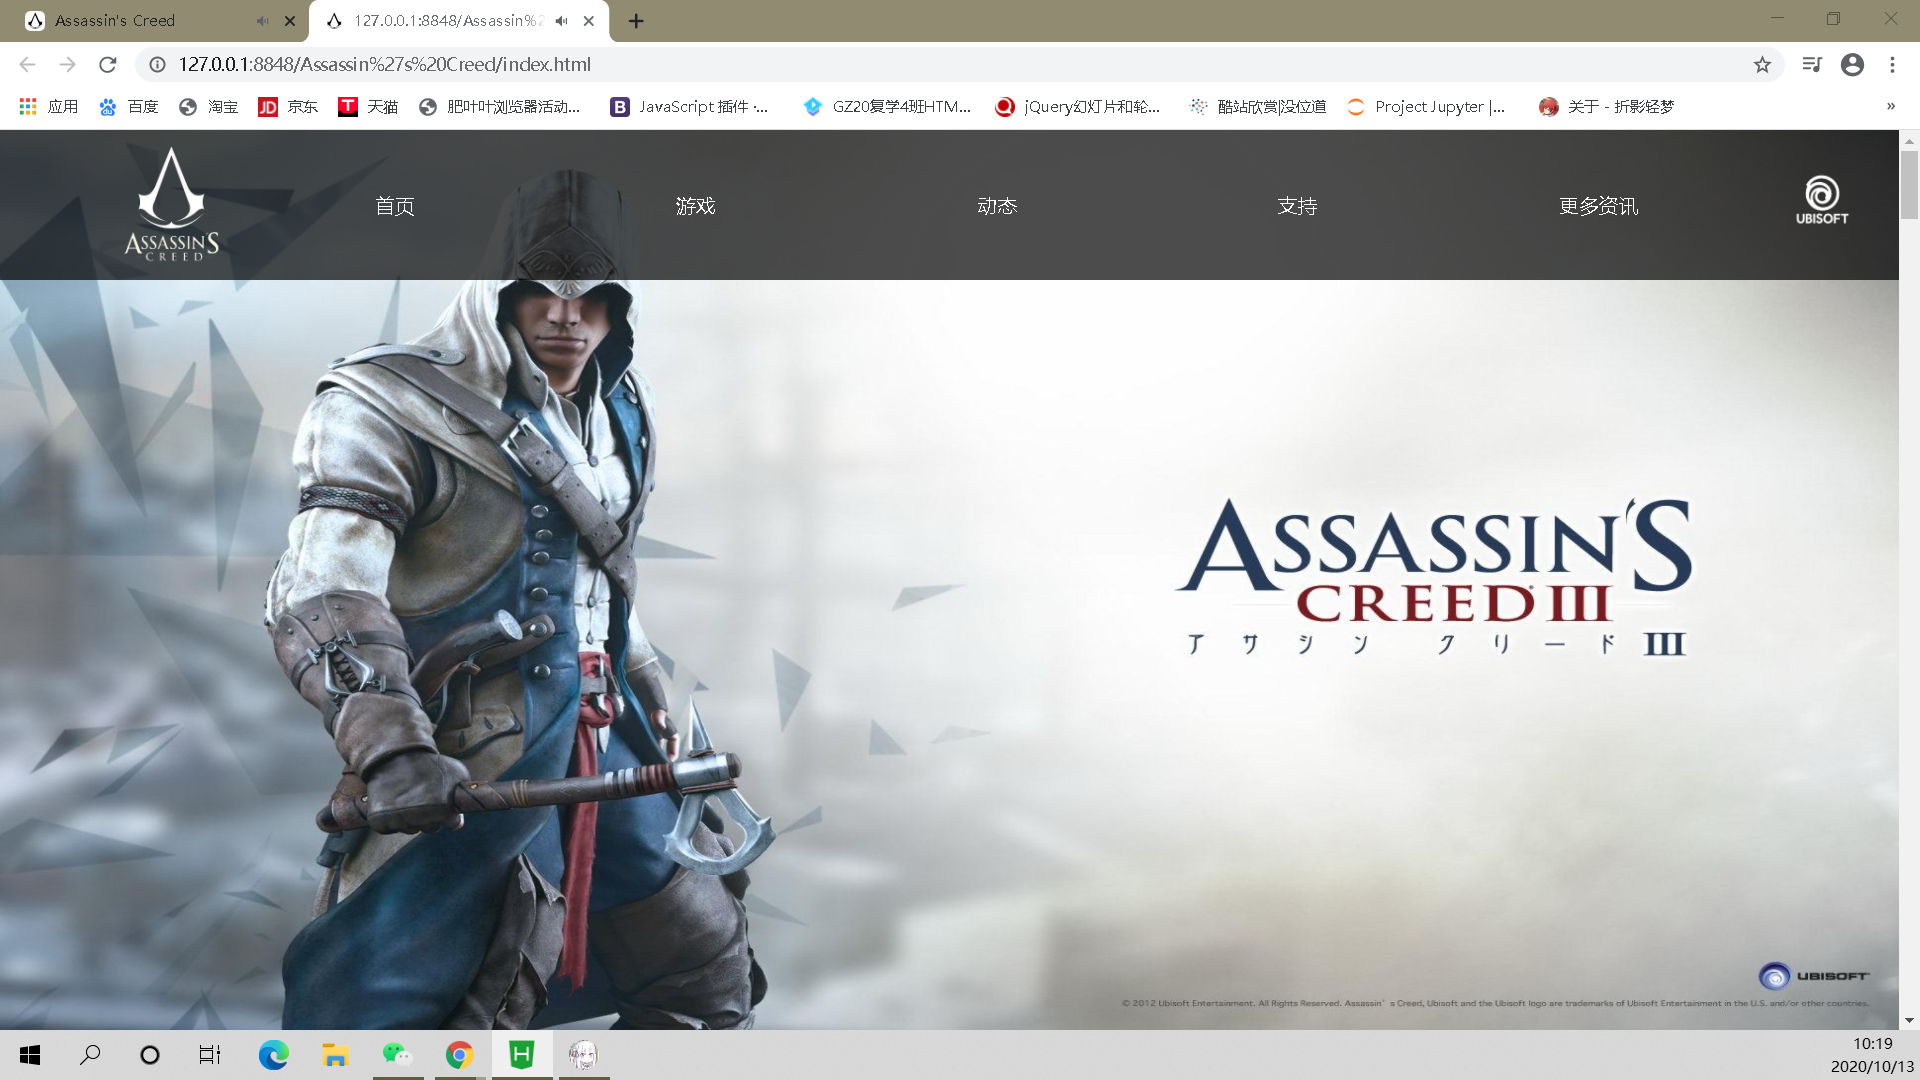 Assassin's Creed
127.0.0.1:8848/Assassin%2
127.0.0.1:8848/Assassin%27s%20Creed/index.html
应用 百度 淘宝 JD 京东 T 天猫 肥叶叶浏览器活动... B JavaScript 插件 ·... GZ20复学4班HTM... jQuery幻灯片和轮... 酷站欣赏|没位道 Project Jupyter |... 关于 - 折影轻梦 »
ASSASSIN'S
CREED
首页 游戏 动态 支持 更多资讯
UBISOFT
ASSASSIN'S
CREED III
アサシン クリード III
UBISOFT
© 2012 Ubisoft Entertainment. All Rights Reserved. Assassin's Creed, Ubisoft and the Ubisoft logo are trademarks of Ubisoft Entertainment in the U.S. and/or other countries.
H
10:19
2020/10/13